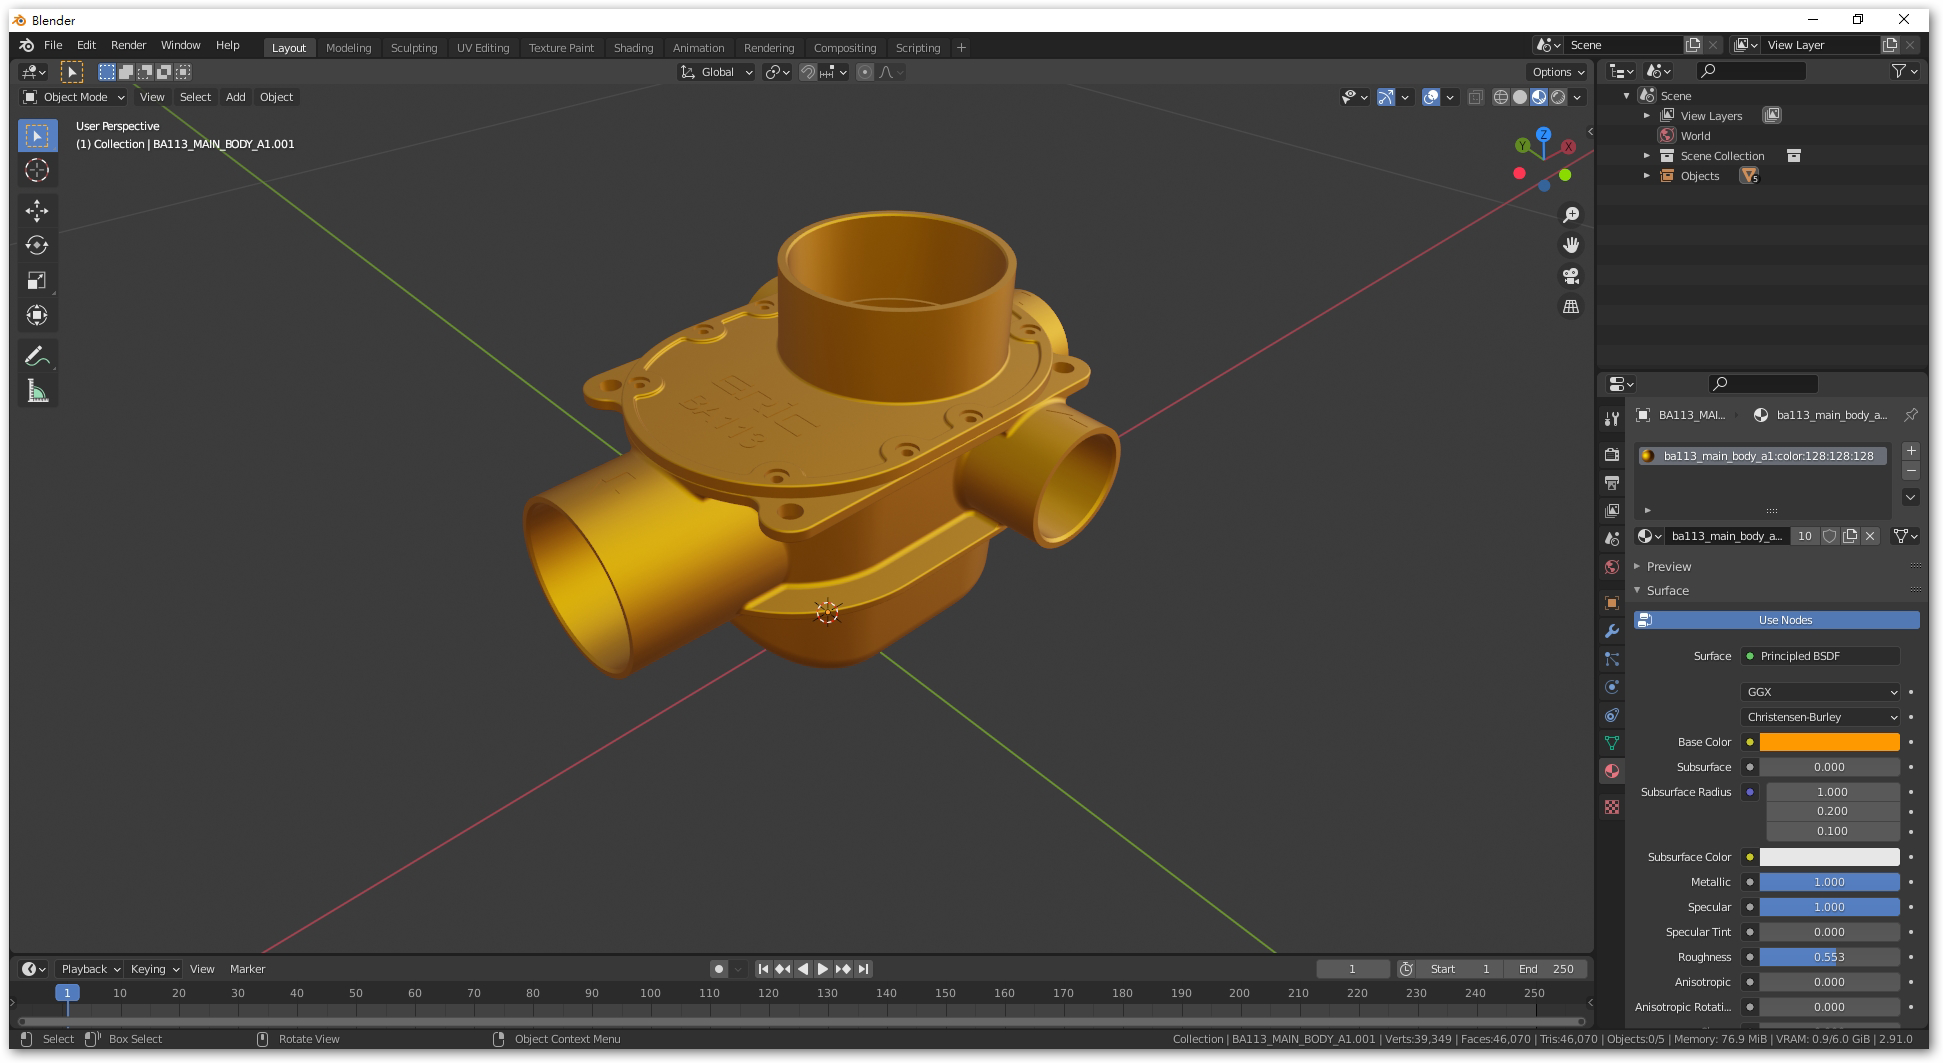 Blender
File Edit Render Window Help
Layout Modeling Sculpting UV Editing Texture Paint Shading Animation Rendering Compositing Scripting +
Scene
View Layer
Global
Options
Object Mode View Select Add Object
User Perspective
(1) Collection | BA113_MAIN_BODY_A1.001
Z
Y
X
BA113
Scene
View Layers
World
Scene Collection
Objects 5
BA113_MAI... ba113_main_body_a...
ba113_main_body_a1:color:128:128:128
ba113_main_body_a... 10
Preview
Surface
Use Nodes
Surface Principled BSDF
GGX
Christensen-Burley
Base Color
Subsurface 0.000
Subsurface Radius 1.000
0.200
0.100
Subsurface Color
Metallic 1.000
Specular 1.000
Specular Tint 0.000
Roughness 0.553
Anisotropic 0.000
Anisotropic Rotati... 0.000
Playback Keying View Marker
1 Start 1 End 250
1 10 20 30 40 50 60 70 80 90 100 110 120 130 140 150 160 170 180 190 200 210 220 230 240 250
Select Box Select Rotate View Object Context Menu
Collection | BA113_MAIN_BODY_A1.001 | Verts:39,349 | Faces:46,070 | Tris:46,070 | Objects:0/5 | Memory: 76.9 MiB | VRAM: 0.9/6.0 GiB | 2.91.0